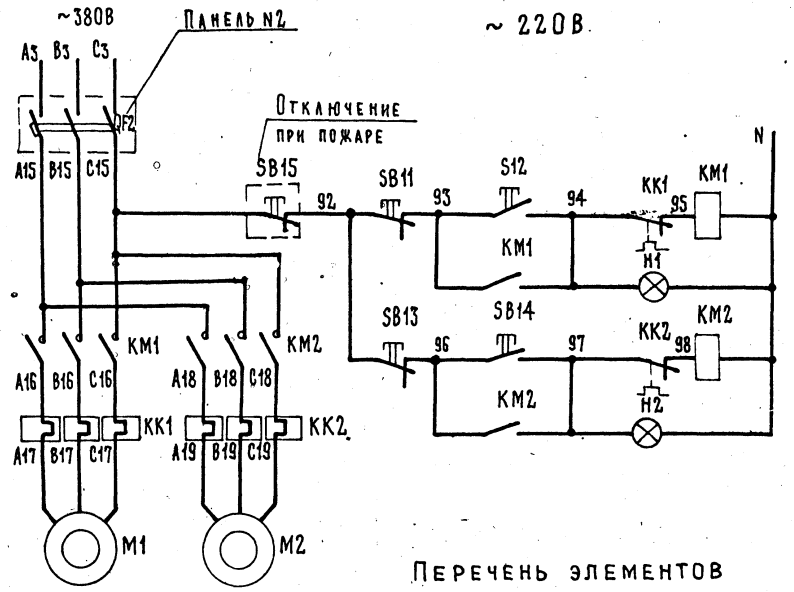 ~380В
Панель N2
~ 220В
А3 В3 С3
QF2
Отключение
при пожаре
N
А15 В15 С15
SB15
92
SB11
93
S12
94
КК1
95
КМ1
КМ1
Н1
SB13
96
SB14
97
КК2
98
КМ2
КМ1
КМ2
А16 В16 С16
А18 В18 С18
КМ2
Н2
КК1
КК2
А17 В17 С17
А19 В19 С19
М1
М2
Перечень элементов